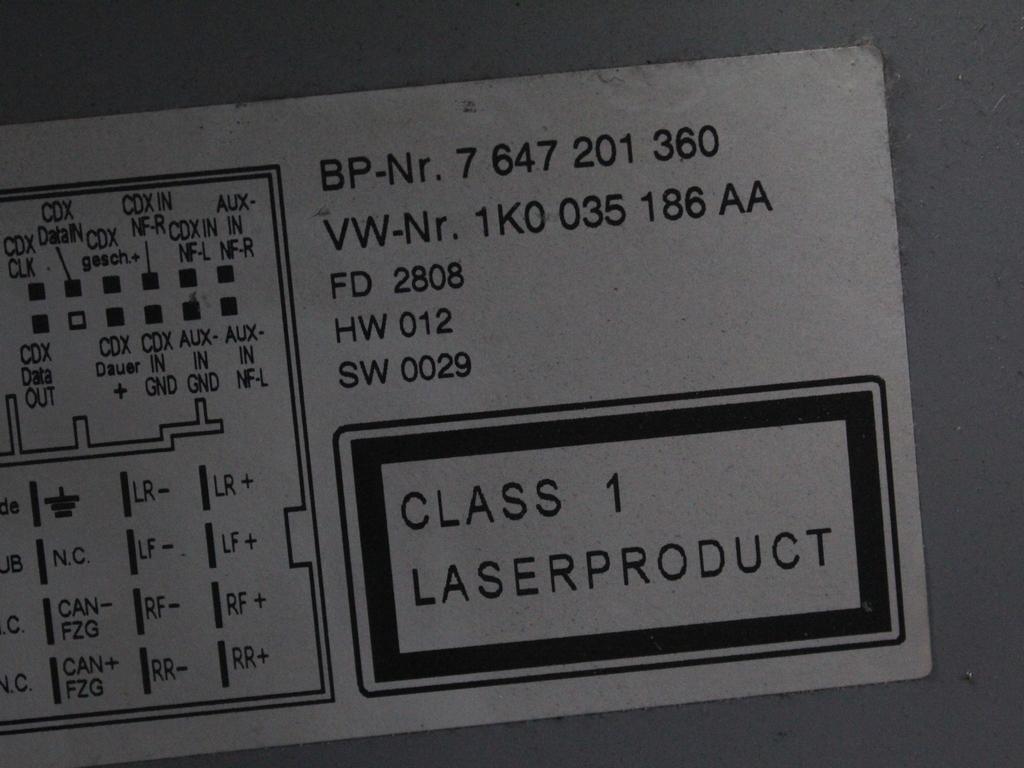 BP-Nr. 7 647 201 360
VW-Nr. 1K0 035 186 AA
FD 2808
HW 012
SW 0029
CLASS 1
LASERPRODUCT
CDX CLK
CDX DataIN
CDX gesch.+
CDX IN NF-R
CDX IN NF-L
AUX-IN NF-R
CDX Data OUT
CDX Dauer +
CDX IN GND
AUX-IN GND
AUX-IN NF-L
LR- LR+
N.C. LF- LF+
CAN- FZG RF- RF+
N.C. CAN+ FZG RR- RR+